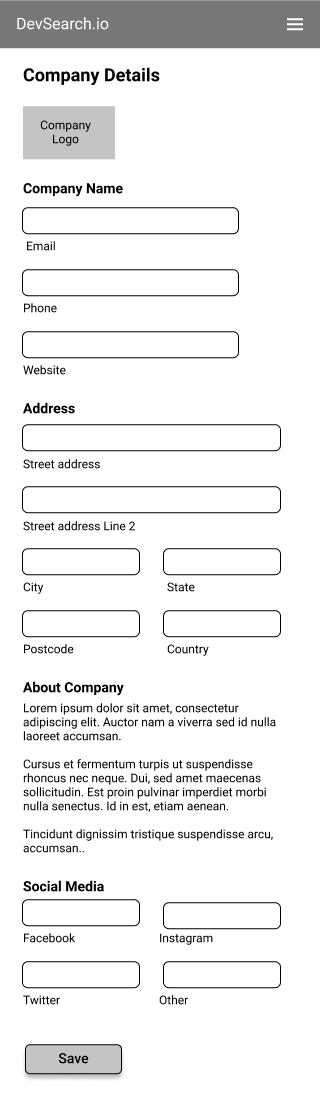 DevSearch.io
Company Details
Company
Logo
Company Name
Email
Phone
Website
Address
Street address
Street address Line 2
City State
Postcode Country
About Company
Lorem ipsum dolor sit amet, consectetur
adipiscing elit. Auctor nam a viverra sed id nulla
laoreet accumsan.
Cursus et fermentum turpis ut suspendisse
rhoncus nec neque. Dui, sed amet maecenas
sollicitudin. Est proin pulvinar imperdiet morbi
nulla senectus. Id in est, etiam aenean.
Tincidunt dignissim tristique suspendisse arcu,
accumsan..
Social Media
Facebook Instagram
Twitter Other
Save